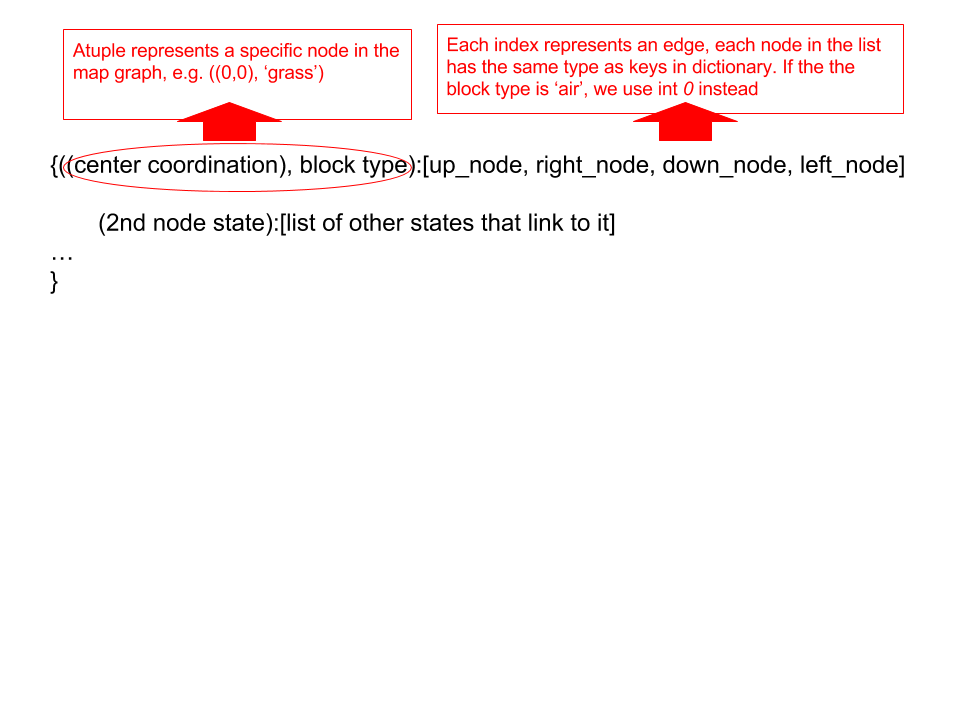 Atuple represents a specific node in the
map graph, e.g. ((0,0), ‘grass’)
Each index represents an edge, each node in the list
has the same type as keys in dictionary. If the the
block type is ‘air’, we use int 0 instead
{((center coordination), block type):[up_node, right_node, down_node, left_node]
(2nd node state):[list of other states that link to it]
…
}